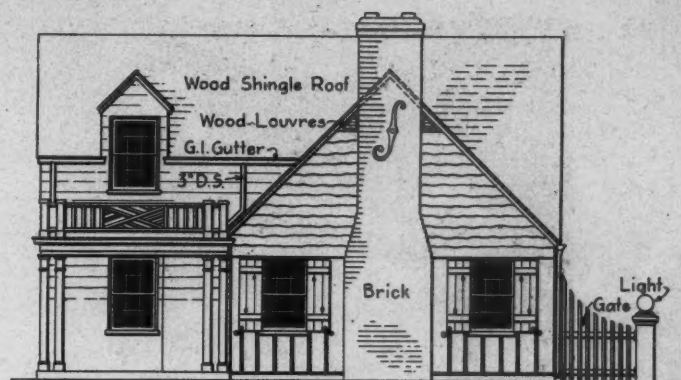 Wood Shingle Roof
Wood Louvres
G.I. Gutter
3" D.S.
Brick
Light
Gate